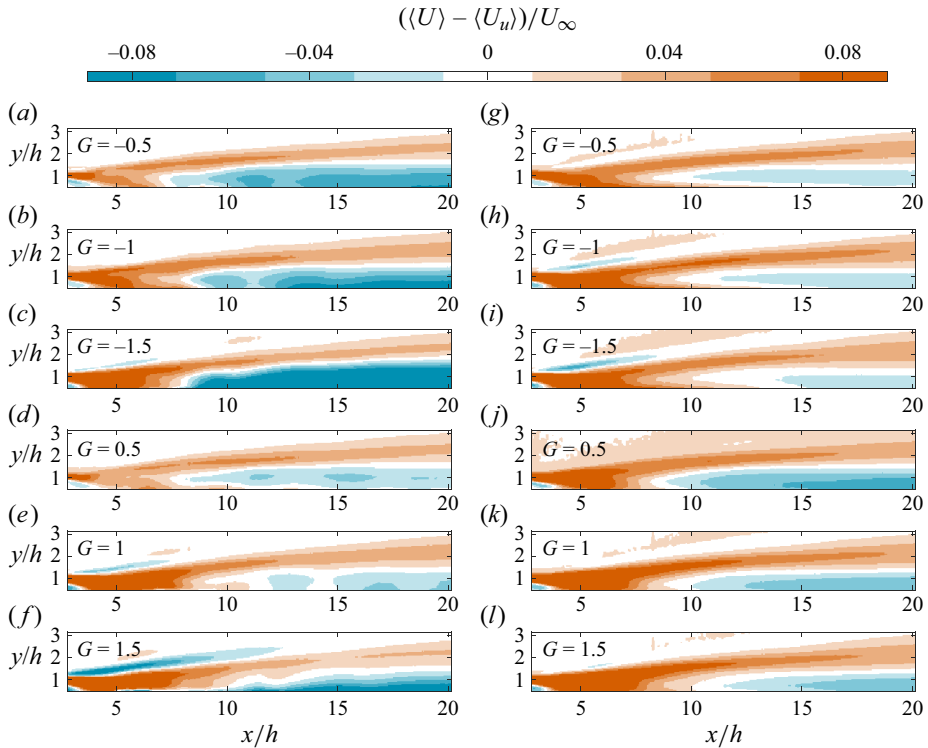 (⟨U⟩ − ⟨U_u⟩)/U_∞
–0.08 –0.04 0 0.04 0.08
(a) (g)
3 G = –0.5 3 G = –0.5
y/h 2 2
1 1
5 10 15 20 5 10 15 20
(b) (h)
3 G = –1 3 G = –1
y/h 2 2
1 1
5 10 15 20 5 10 15 20
(c) (i)
3 G = –1.5 3 G = –1.5
y/h 2 2
1 1
5 10 15 20 5 10 15 20
(d) (j)
3 G = 0.5 3 G = 0.5
y/h 2 2
1 1
5 10 15 20 5 10 15 20
(e) (k)
3 G = 1 3 G = 1
y/h 2 2
1 1
5 10 15 20 5 10 15 20
(f) (l)
3 G = 1.5 3 G = 1.5
y/h 2 2
1 1
5 10 15 20 5 10 15 20
x/h x/h